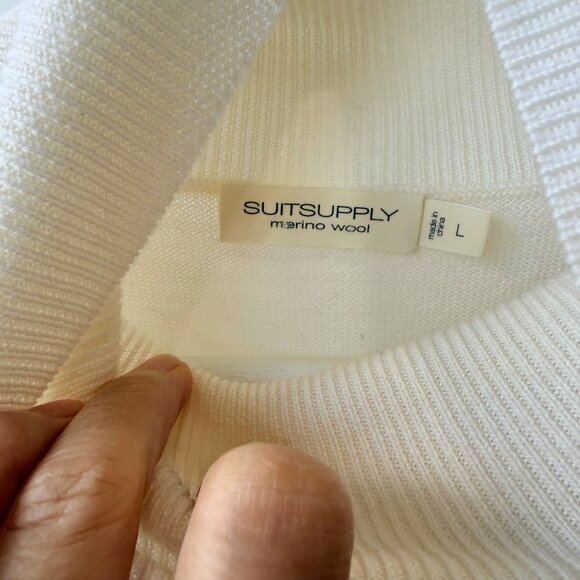 SUITSUPPLY
merino wool
made in
china
L